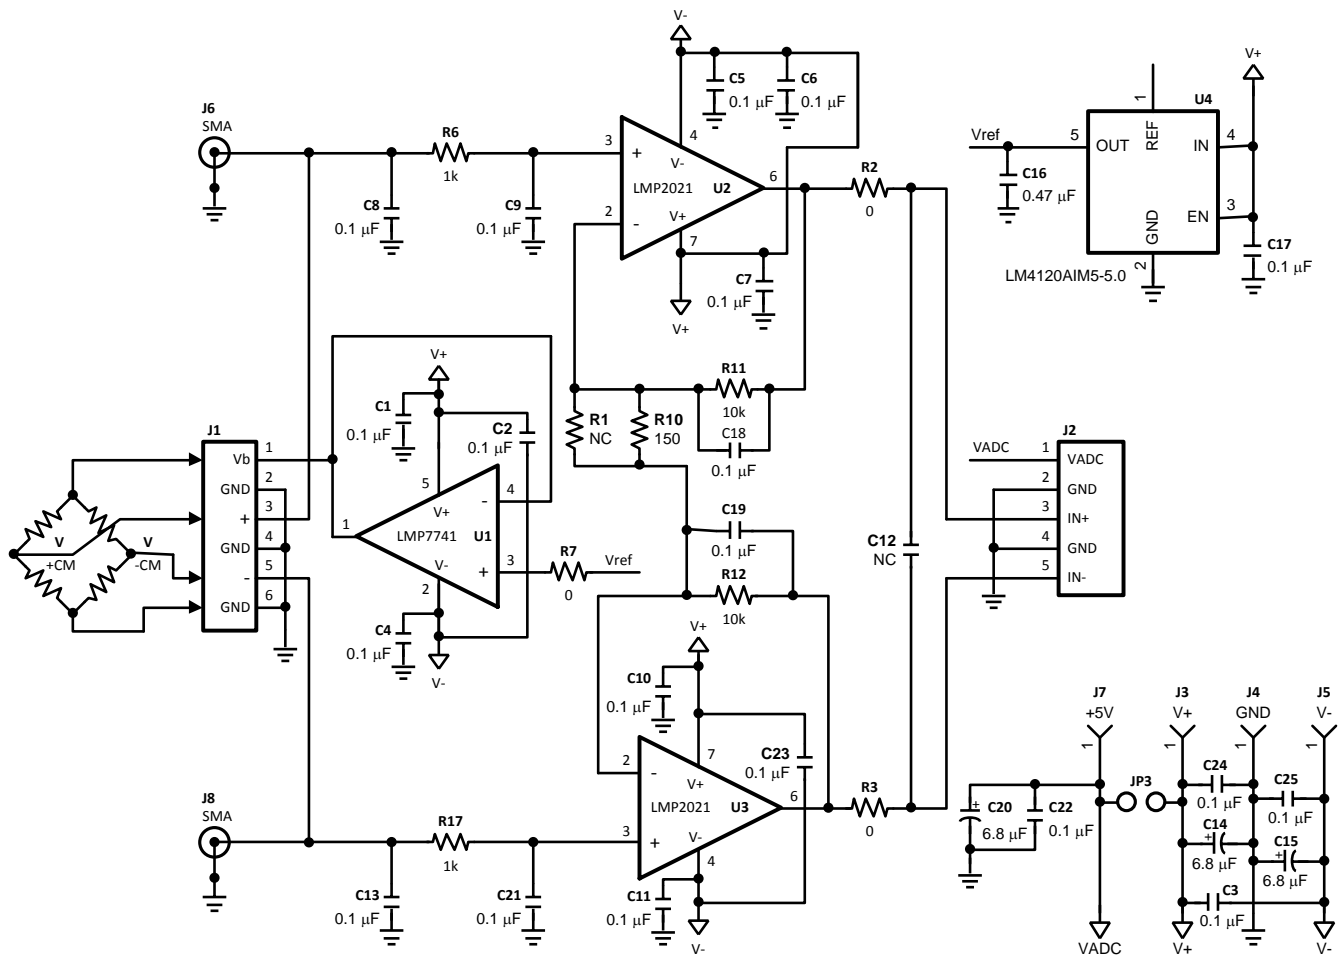 J6
SMA
R6
1k
C8
0.1 µF
C9
0.1 µF
V-
C5
0.1 µF
C6
0.1 µF
3
+
4
V-
LMP2021
U2
6
2
-
V+
7
C7
0.1 µF
V+
R2
0
V+
1
U4
Vref
5
OUT
REF
IN
4
C16
0.47 µF
EN
3
GND
2
C17
0.1 µF
LM4120AIM5-5.0
V+
C1
0.1 µF
C2
0.1 µF
R1
NC
R10
150
R11
10k
C18
0.1 µF
J1
Vb
1
GND
2
+
3
GND
4
-
5
GND
6
V
+CM
V
-CM
5
V+
4
-
1
LMP7741
U1
V-
+
3
2
R7
0
Vref
C4
0.1 µF
V-
C19
0.1 µF
R12
10k
C12
NC
J2
VADC
1
VADC
2
GND
3
IN+
4
GND
5
IN-
V+
C10
0.1 µF
2
-
7
V+
C23
0.1 µF
LMP2021
U3
6
3
+
V-
4
C11
0.1 µF
V-
R3
0
J8
SMA
R17
1k
C13
0.1 µF
C21
0.1 µF
J7
+5V
1
J3
V+
1
J4
GND
1
J5
V-
1
JP3
C24
0.1 µF
C25
0.1 µF
+
C20
6.8 µF
C22
0.1 µF
C14
+
6.8 µF
C15
+
6.8 µF
C3
0.1 µF
VADC
V+
V-